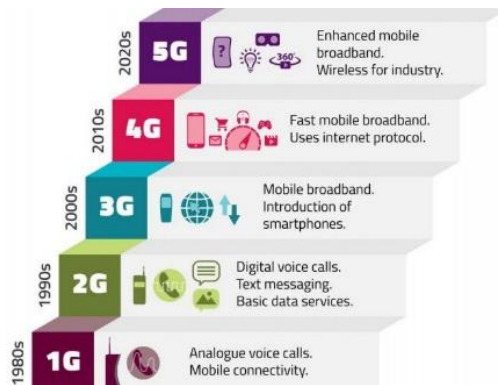 2020s
5G
?
360°
Enhanced mobile
broadband.
Wireless for industry.
2010s
4G
Fast mobile broadband.
Uses internet protocol.
2000s
3G
Mobile broadband.
Introduction of
smartphones.
1990s
2G
Digital voice calls.
Text messaging.
Basic data services.
1980s
1G
Analogue voice calls.
Mobile connectivity.